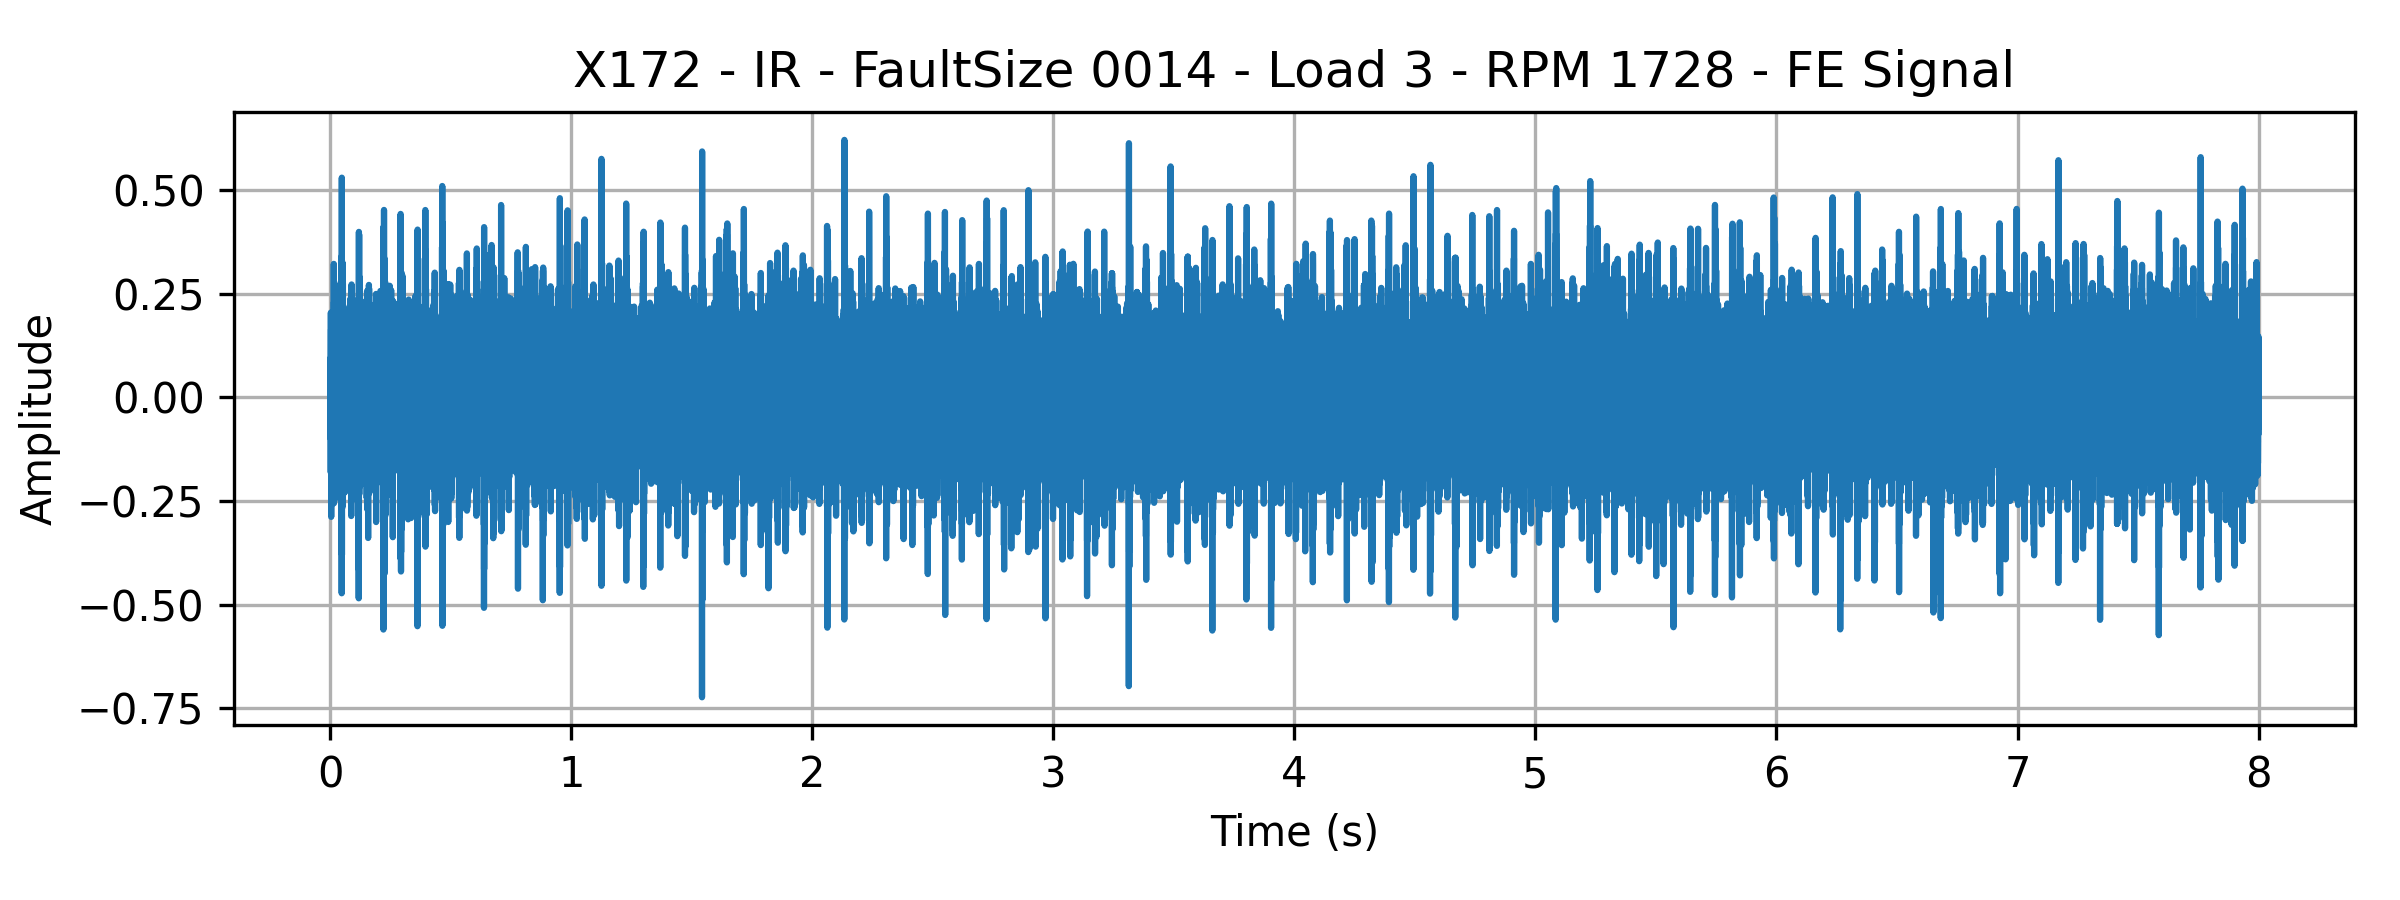 X172 - IR - FaultSize 0014 - Load 3 - RPM 1728 - FE Signal
Amplitude
0.50
0.25
0.00
−0.25
−0.50
−0.75
0 1 2 3 4 5 6 7 8
Time (s)